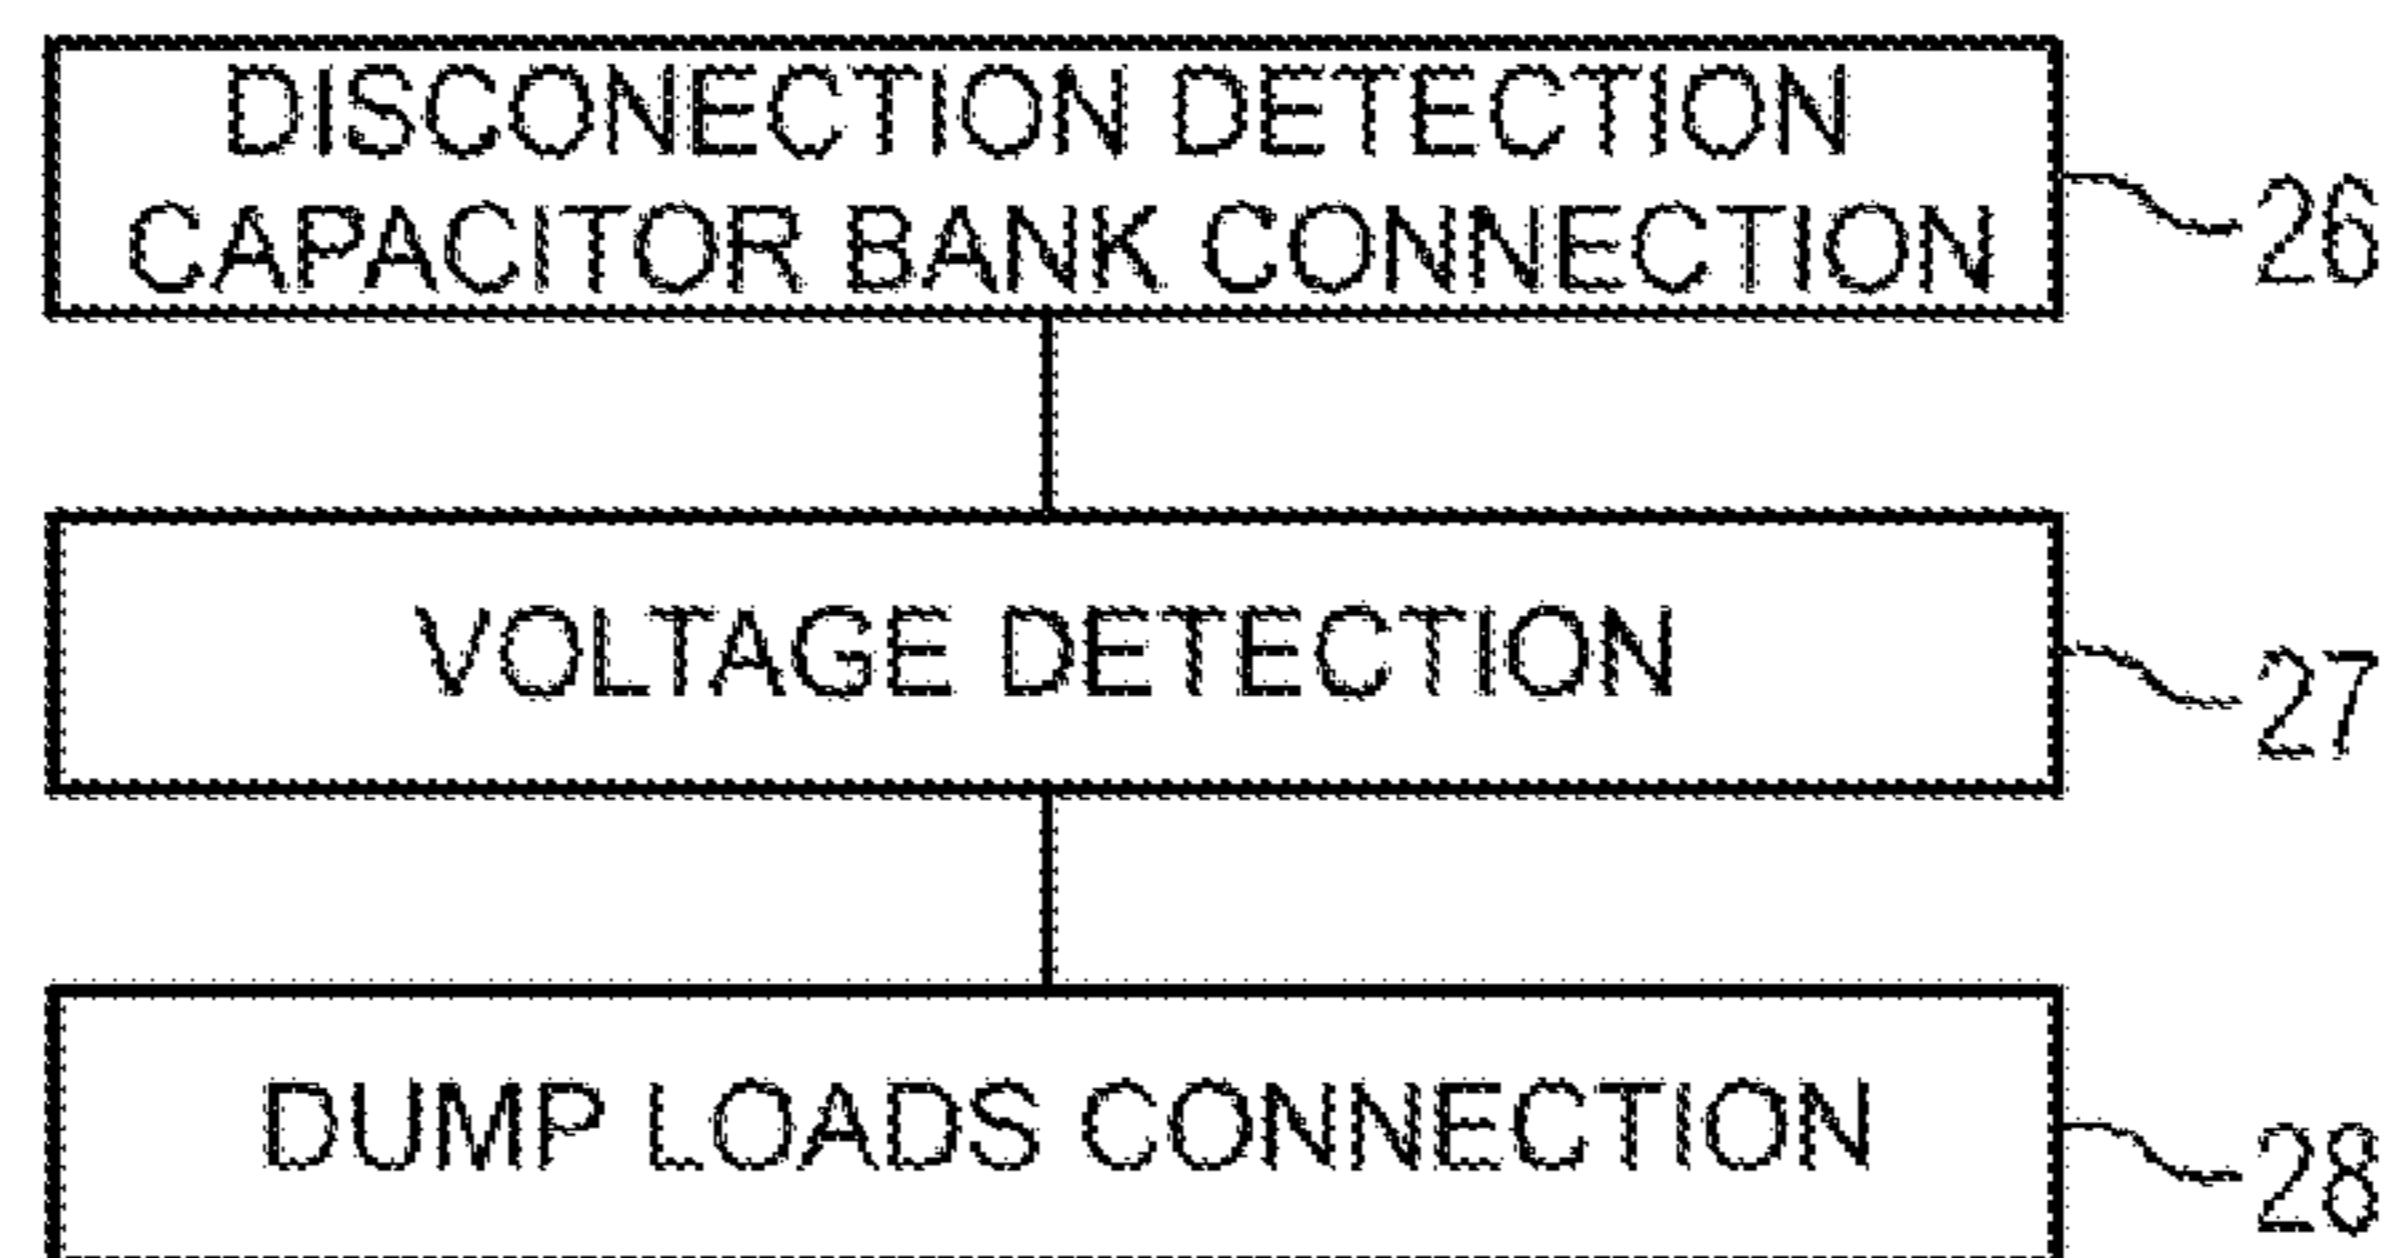 DISCONECTION DETECTION
CAPACITOR BANK CONNECTION
26
VOLTAGE DETECTION
27
DUMP LOADS CONNECTION
28